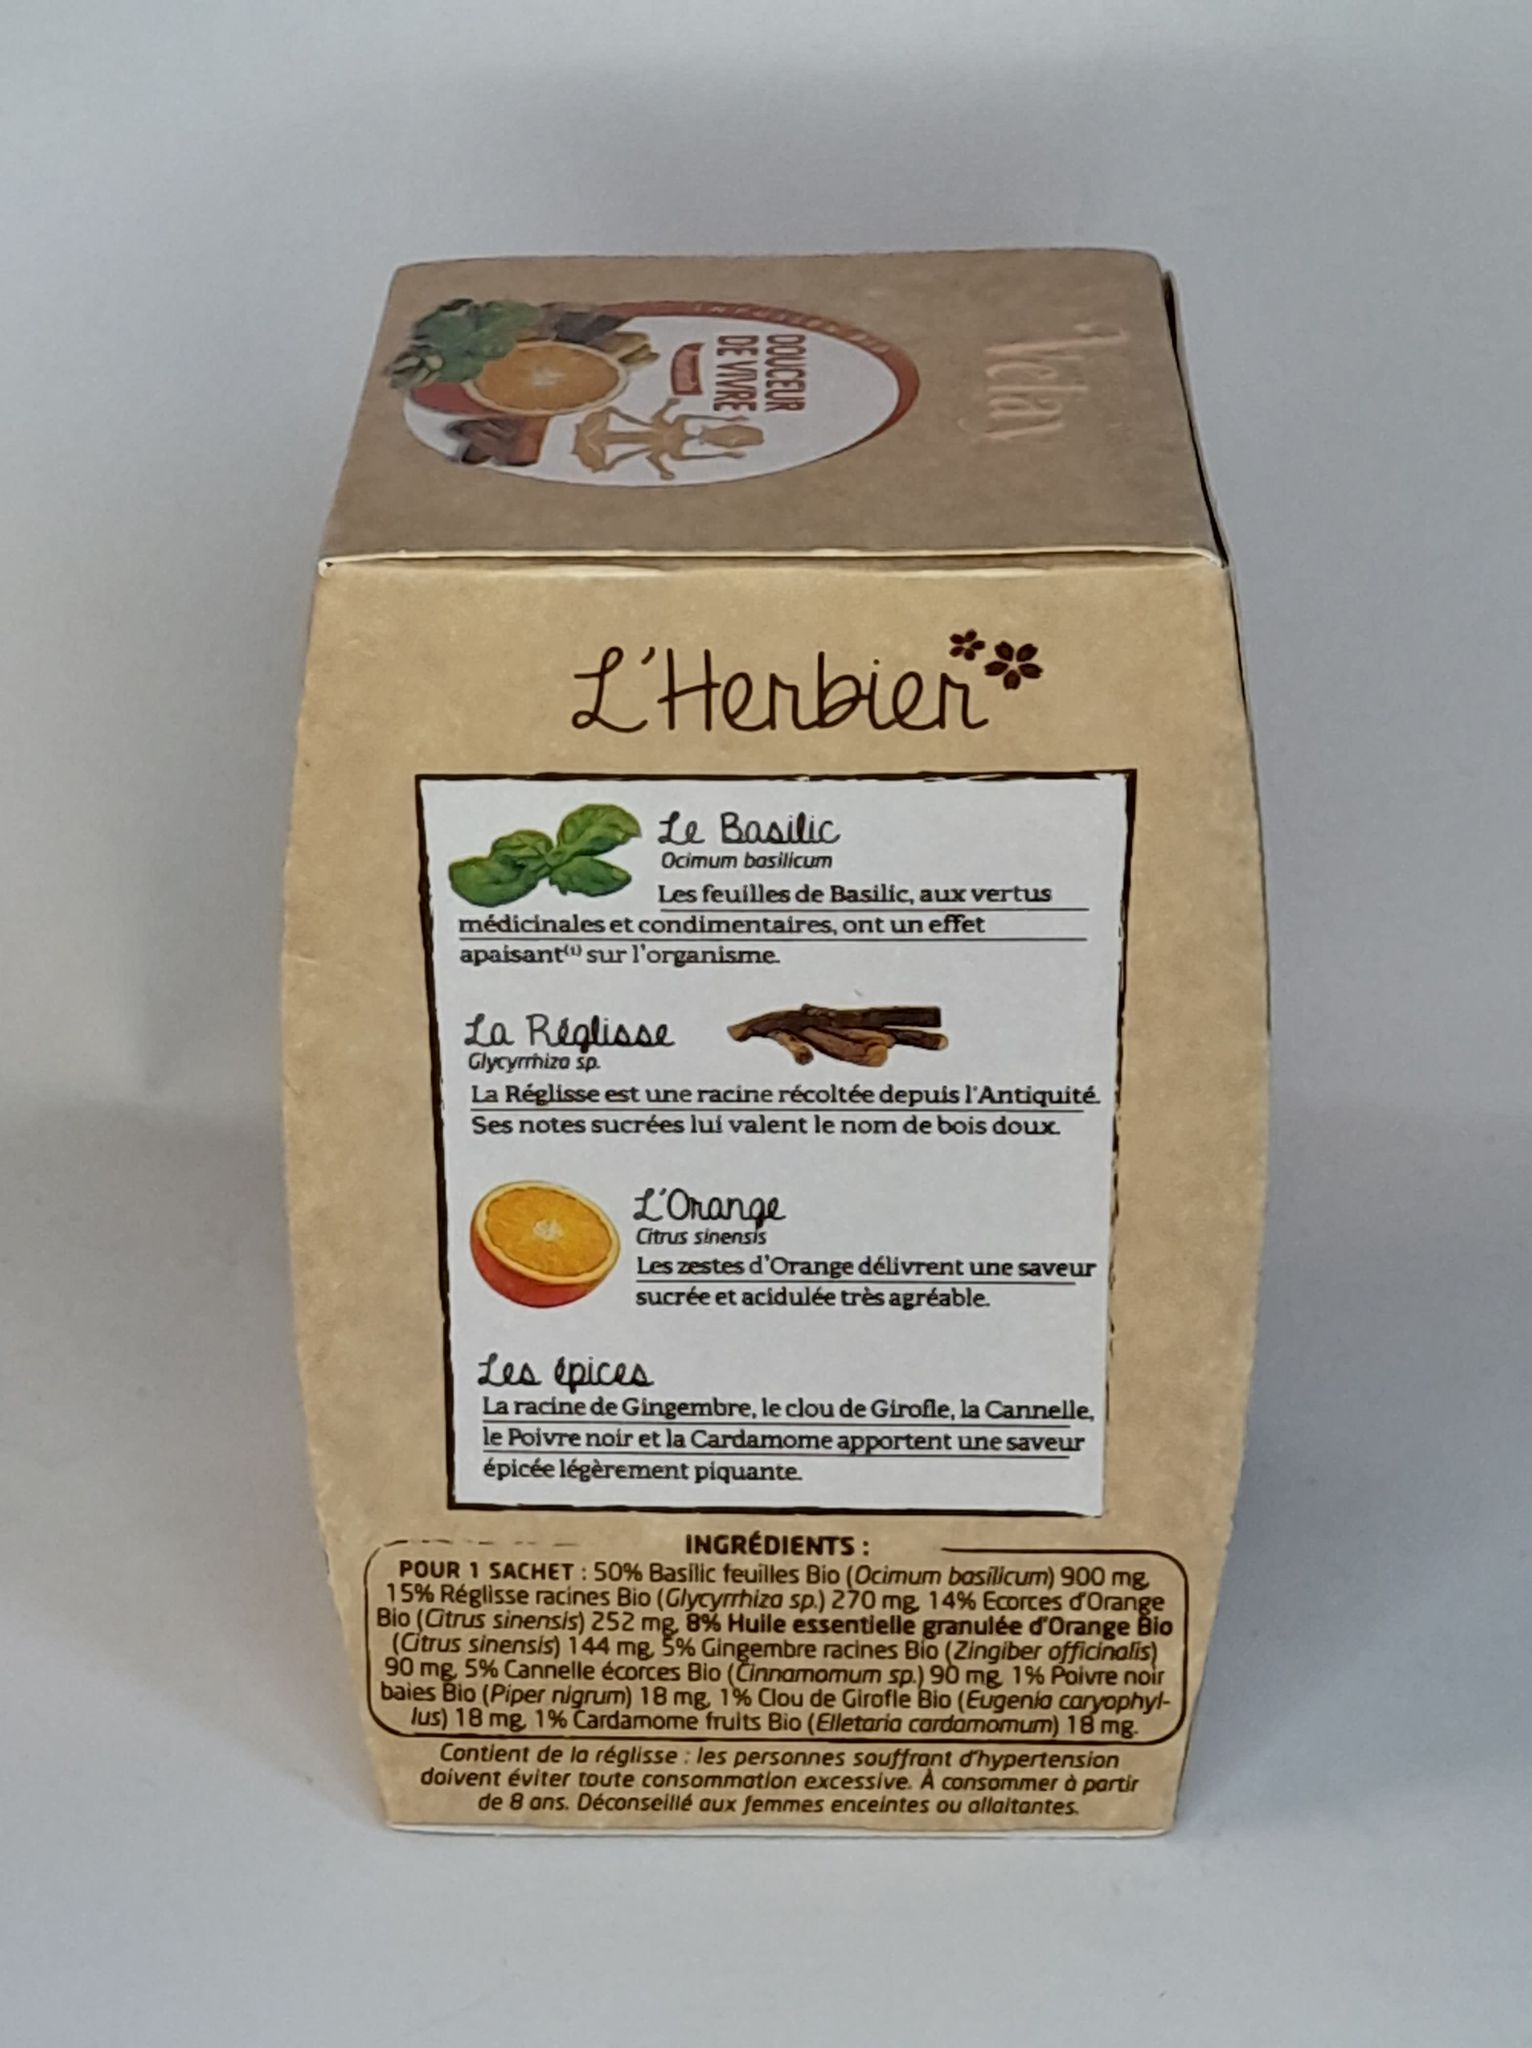 Velay
DOUCEUR
DE VIVRE
L'Herbier
Le Basilic
Ocimum basilicum
Les feuilles de Basilic, aux vertus
médicinales et condimentaires, ont un effet
apaisant⁽¹⁾ sur l'organisme.
La Réglisse
Glycyrrhiza sp.
La Réglisse est une racine récoltée depuis l'Antiquité.
Ses notes sucrées lui valent le nom de bois doux.
L'Orange
Citrus sinensis
Les zestes d'Orange délivrent une saveur
sucrée et acidulée très agréable.
Les épices
La racine de Gingembre, le clou de Girofle, la Cannelle,
le Poivre noir et la Cardamome apportent une saveur
épicée légèrement piquante.
INGRÉDIENTS :
POUR 1 SACHET : 50% Basilic feuilles Bio (Ocimum basilicum) 900 mg,
15% Réglisse racines Bio (Glycyrrhiza sp.) 270 mg, 14% Ecorces d'Orange
Bio (Citrus sinensis) 252 mg, 8% Huile essentielle granulée d'Orange Bio
(Citrus sinensis) 144 mg, 5% Gingembre racines Bio (Zingiber officinalis)
90 mg, 5% Cannelle écorces Bio (Cinnamomum sp.) 90 mg, 1% Poivre noir
baies Bio (Piper nigrum) 18 mg, 1% Clou de Girofle Bio (Eugenia caryophyl-
lus) 18 mg, 1% Cardamome fruits Bio (Elletaria cardamomum) 18 mg.
Contient de la réglisse : les personnes souffrant d'hypertension
doivent éviter toute consommation excessive. À consommer à partir
de 8 ans. Déconseillé aux femmes enceintes ou allaitantes.